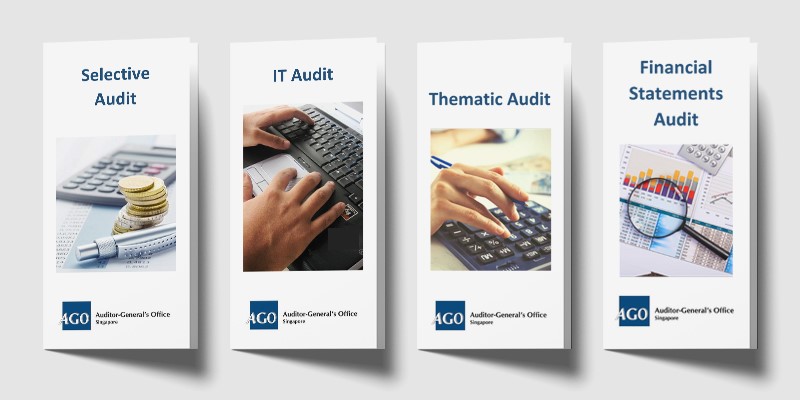 Selective
Audit
AGO
Auditor-General's Office
Singapore
IT Audit
AGO
Auditor-General's Office
Singapore
Thematic Audit
AGO
Auditor-General's Office
Singapore
Financial
Statements
Audit
AGO
Auditor-General's Office
Singapore